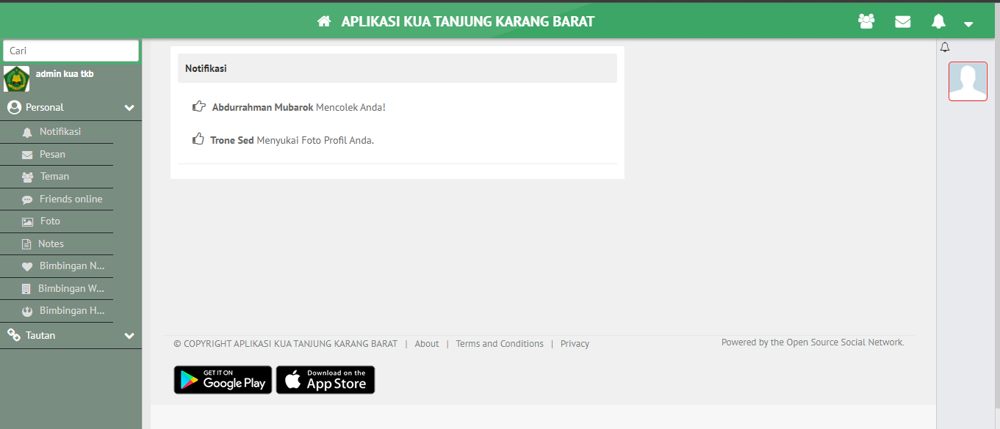 APLIKASI KUA TANJUNG KARANG BARAT
Cari
admin kua tkb
Personal
Notifikasi
Pesan
Teman
Friends online
Foto
Notes
Bimbingan N...
Bimbingan W...
Bimbingan H...
Tautan
Notifikasi
Abdurrahman Mubarok Mencolek Anda!
Trone Sed Menyukai Foto Profil Anda.
© COPYRIGHT APLIKASI KUA TANJUNG KARANG BARAT | About | Terms and Conditions | Privacy
Powered by the Open Source Social Network.
GET IT ON
Google Play
Download on the
App Store